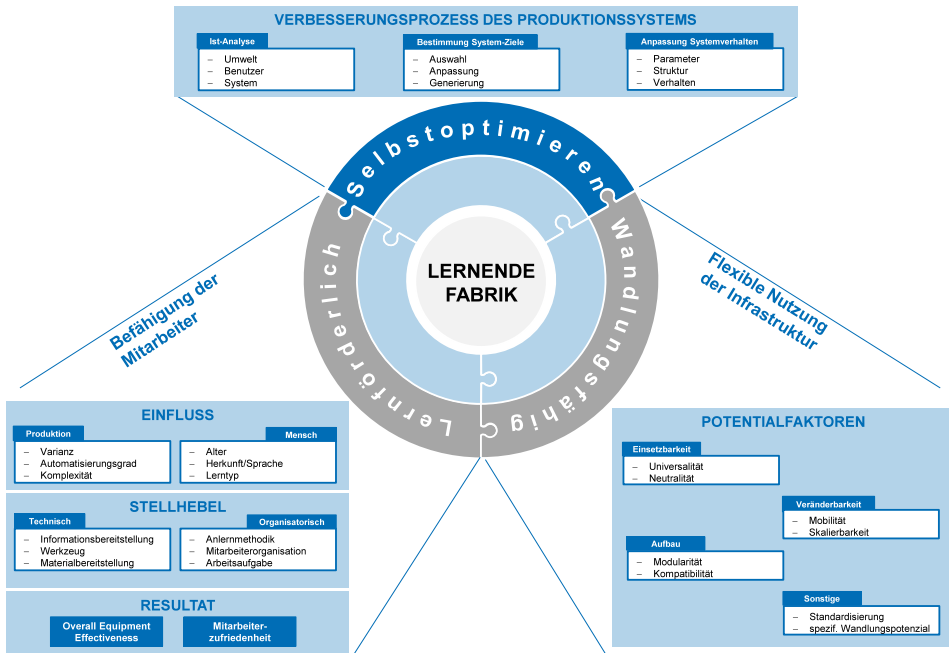 VERBESSERUNGSPROZESS DES PRODUKTIONSSYSTEMS
Ist-Analyse
– Umwelt
– Benutzer
– System
Bestimmung System-Ziele
– Auswahl
– Anpassung
– Generierung
Anpassung Systemverhalten
– Parameter
– Struktur
– Verhalten
Selbstoptimieren
Wandlungsfähig
Lernförderlich
LERNENDE
FABRIK
Befähigung der
Mitarbeiter
Flexible Nutzung
der Infrastruktur
EINFLUSS
Produktion
– Varianz
– Automatisierungsgrad
– Komplexität
Mensch
– Alter
– Herkunft/Sprache
– Lerntyp
STELLHEBEL
Technisch
– Informationsbereitstellung
– Werkzeug
– Materialbereitstellung
Organisatorisch
– Anlernmethodik
– Mitarbeiterorganisation
– Arbeitsaufgabe
RESULTAT
Overall Equipment
Effectiveness
Mitarbeiter-
zufriedenheit
POTENTIALFAKTOREN
Einsetzbarkeit
– Universalität
– Neutralität
Veränderbarkeit
– Mobilität
– Skalierbarkeit
Aufbau
– Modularität
– Kompatibilität
Sonstige
– Standardisierung
– spezif. Wandlungspotenzial